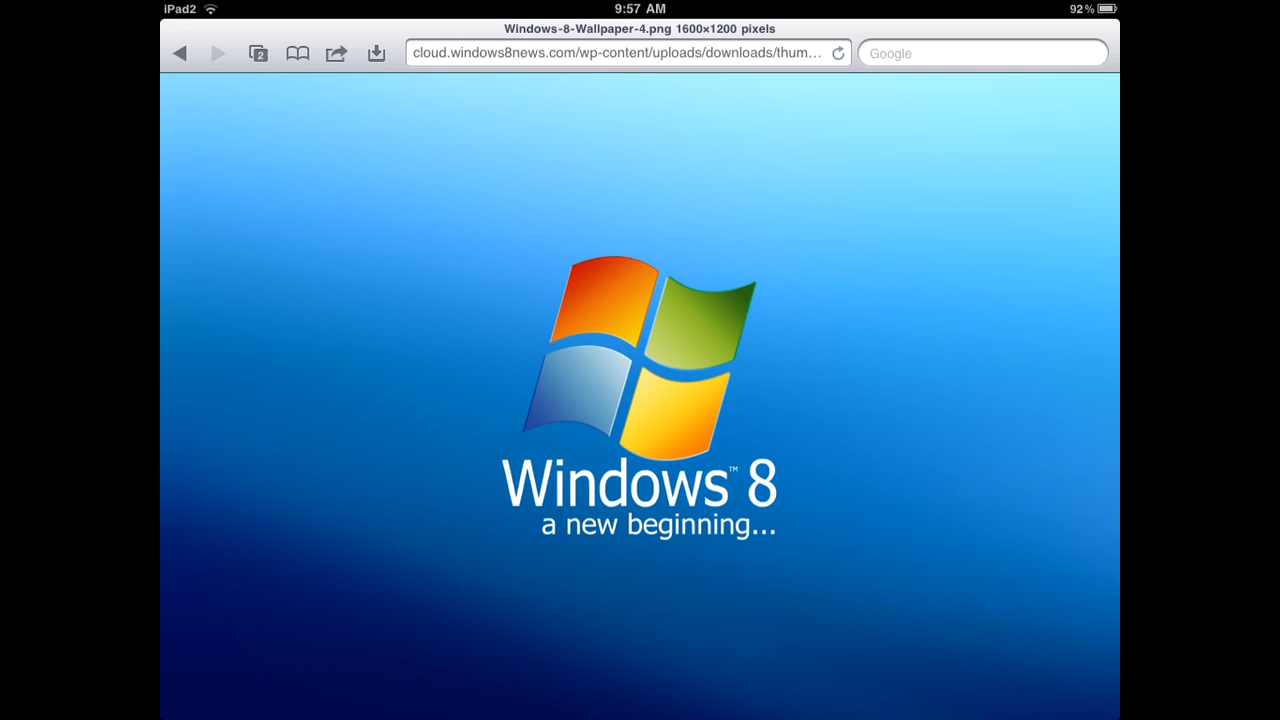 iPad2 9:57 AM 92%
Windows-8-Wallpaper-4.png 1600×1200 pixels
2 cloud.windows8news.com/wp-content/uploads/downloads/thum... Google
Windows™ 8
a new beginning...